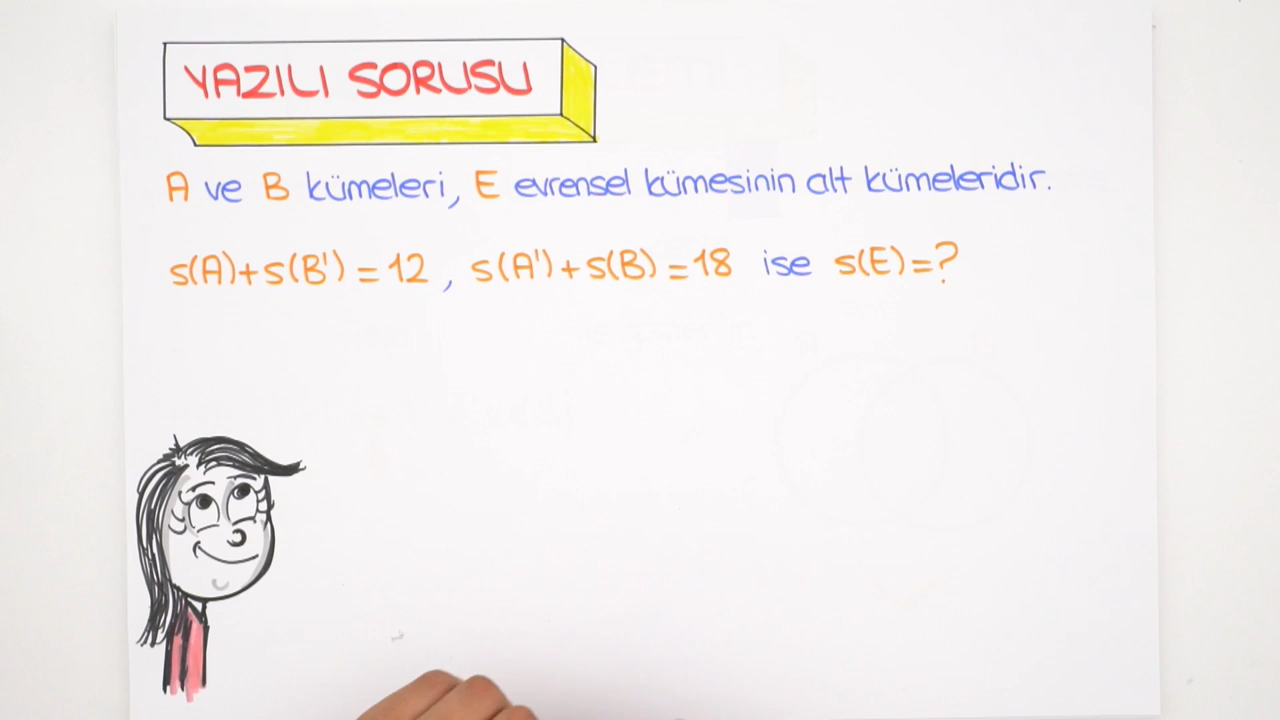 YAZILI SORUSU
A ve B kümeleri, E evrensel kümesinin alt kümeleridir.
s(A)+s(B')=12, s(A')+s(B)=18 ise s(E)=?